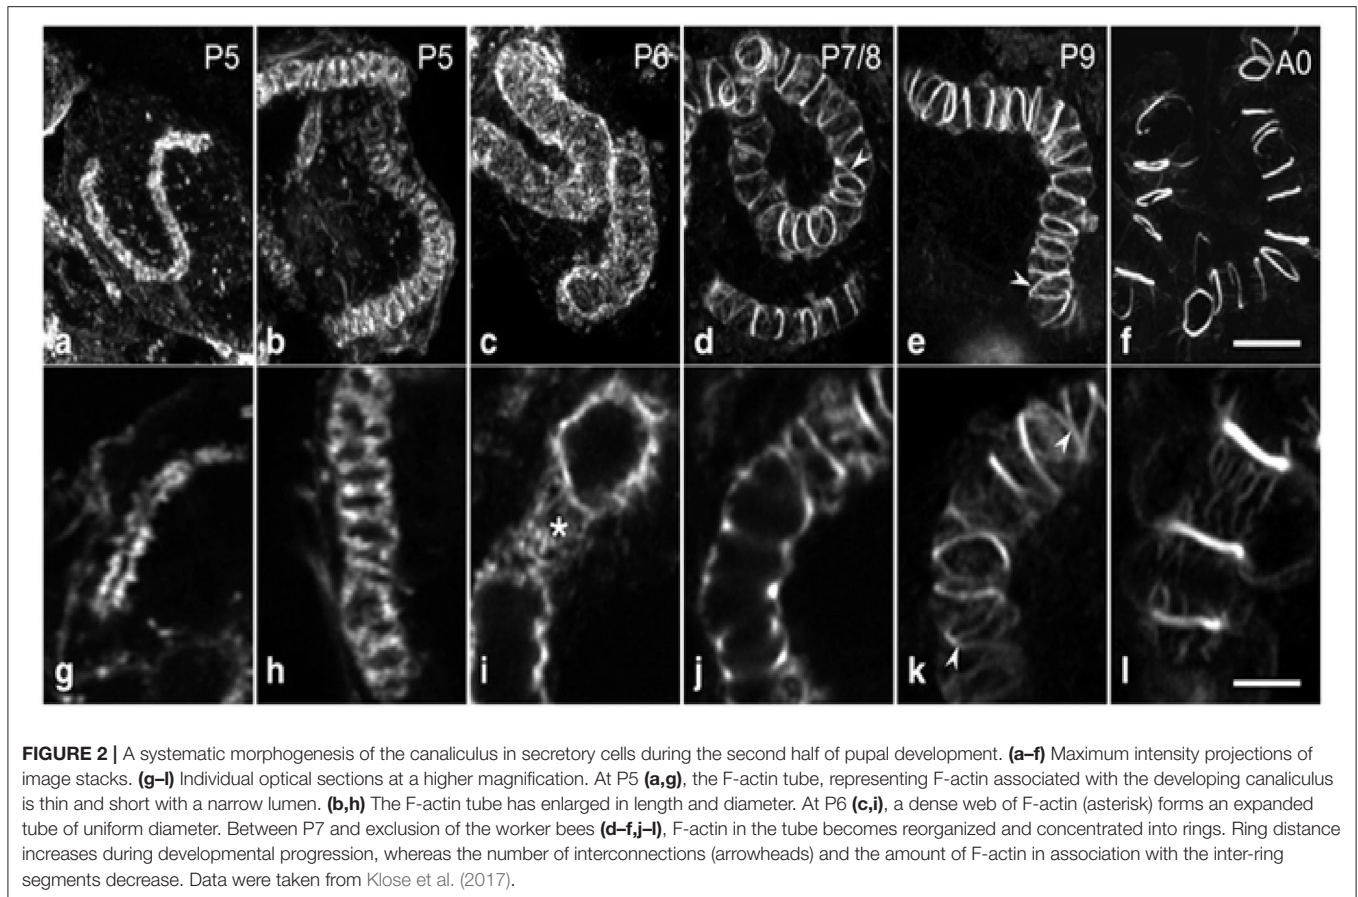 P5 P5 P6 P7/8 P9 A0
a b c d e f
*
g h i j k l
FIGURE 2 | A systematic morphogenesis of the canaliculus in secretory cells during the second half of pupal development. (a–f) Maximum intensity projections of
image stacks. (g–l) Individual optical sections at a higher magnification. At P5 (a,g), the F-actin tube, representing F-actin associated with the developing canaliculus
is thin and short with a narrow lumen. (b,h) The F-actin tube has enlarged in length and diameter. At P6 (c,i), a dense web of F-actin (asterisk) forms an expanded
tube of uniform diameter. Between P7 and exclusion of the worker bees (d–f,j–l), F-actin in the tube becomes reorganized and concentrated into rings. Ring distance
increases during developmental progression, whereas the number of interconnections (arrowheads) and the amount of F-actin in association with the inter-ring
segments decrease. Data were taken from Klose et al. (2017).